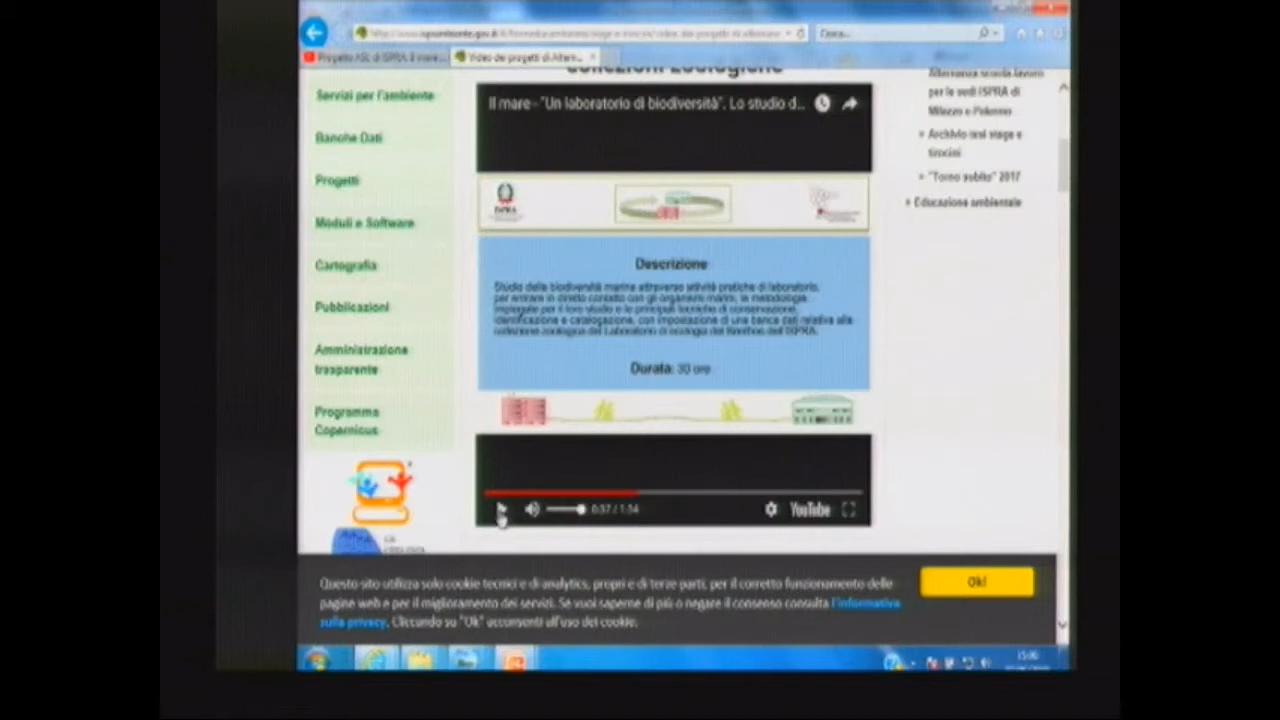 Progetto ASL di ISPRA. Il mare...
Video dei progetti di Altern...
Cerca...
Collezioni zoologiche
Servizi per l'ambiente
Banche Dati
Progetti
Moduli e Software
Cartografia
Pubblicazioni
Amministrazione
trasparente
Programma
Copernicus
Il mare - "Un laboratorio di biodiversità". Lo studio d...
ISPRA
Descrizione
Studio della biodiversità marina attraverso attività pratiche di laboratorio,
per entrare in diretto contatto con gli organismi marini, le metodologie
impiegate per il loro studio e le principali tecniche di conservazione,
identificazione e catalogazione, con impostazione di una banca dati relativa alla
collezione zoologica del Laboratorio di ecologia del Benthos dell'ISPRA.
Durata: 30 ore
0:37 / 1:54
YouTube
Alternanza scuola lavoro
per le sedi ISPRA di
Milazzo e Palermo
» Archivio tesi stage e
tirocini
» "Torno subito" 2017
» Educazione ambientale
Questo sito utilizza solo cookie tecnici e di analytics, propri e di terze parti, per il corretto funzionamento delle
pagine web e per il miglioramento dei servizi. Se vuoi saperne di più o negare il consenso consulta l'informativa
sulla privacy. Cliccando su "Ok" acconsenti all'uso dei cookie.
Ok!